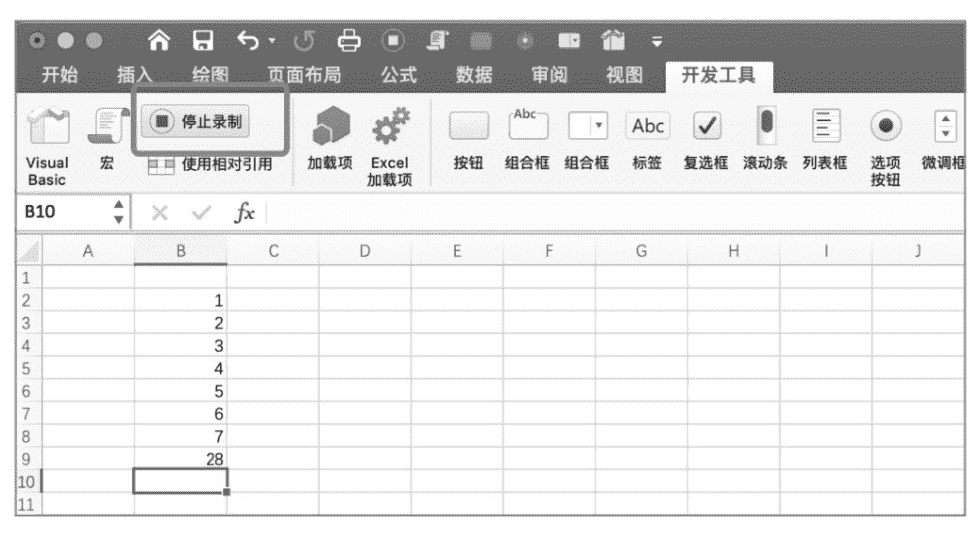 开始 插入 绘图 页面布局 公式 数据 审阅 视图 开发工具
停止录制
Abc Abc
Visual Basic 宏 使用相对引用 加载项 Excel 加载项 按钮 组合框 组合框 标签 复选框 滚动条 列表框 选项按钮 微调框
B10 fx
A B C D E F G H I J
1
2 1
3 2
4 3
5 4
6 5
7 6
8 7
9 28
10
11